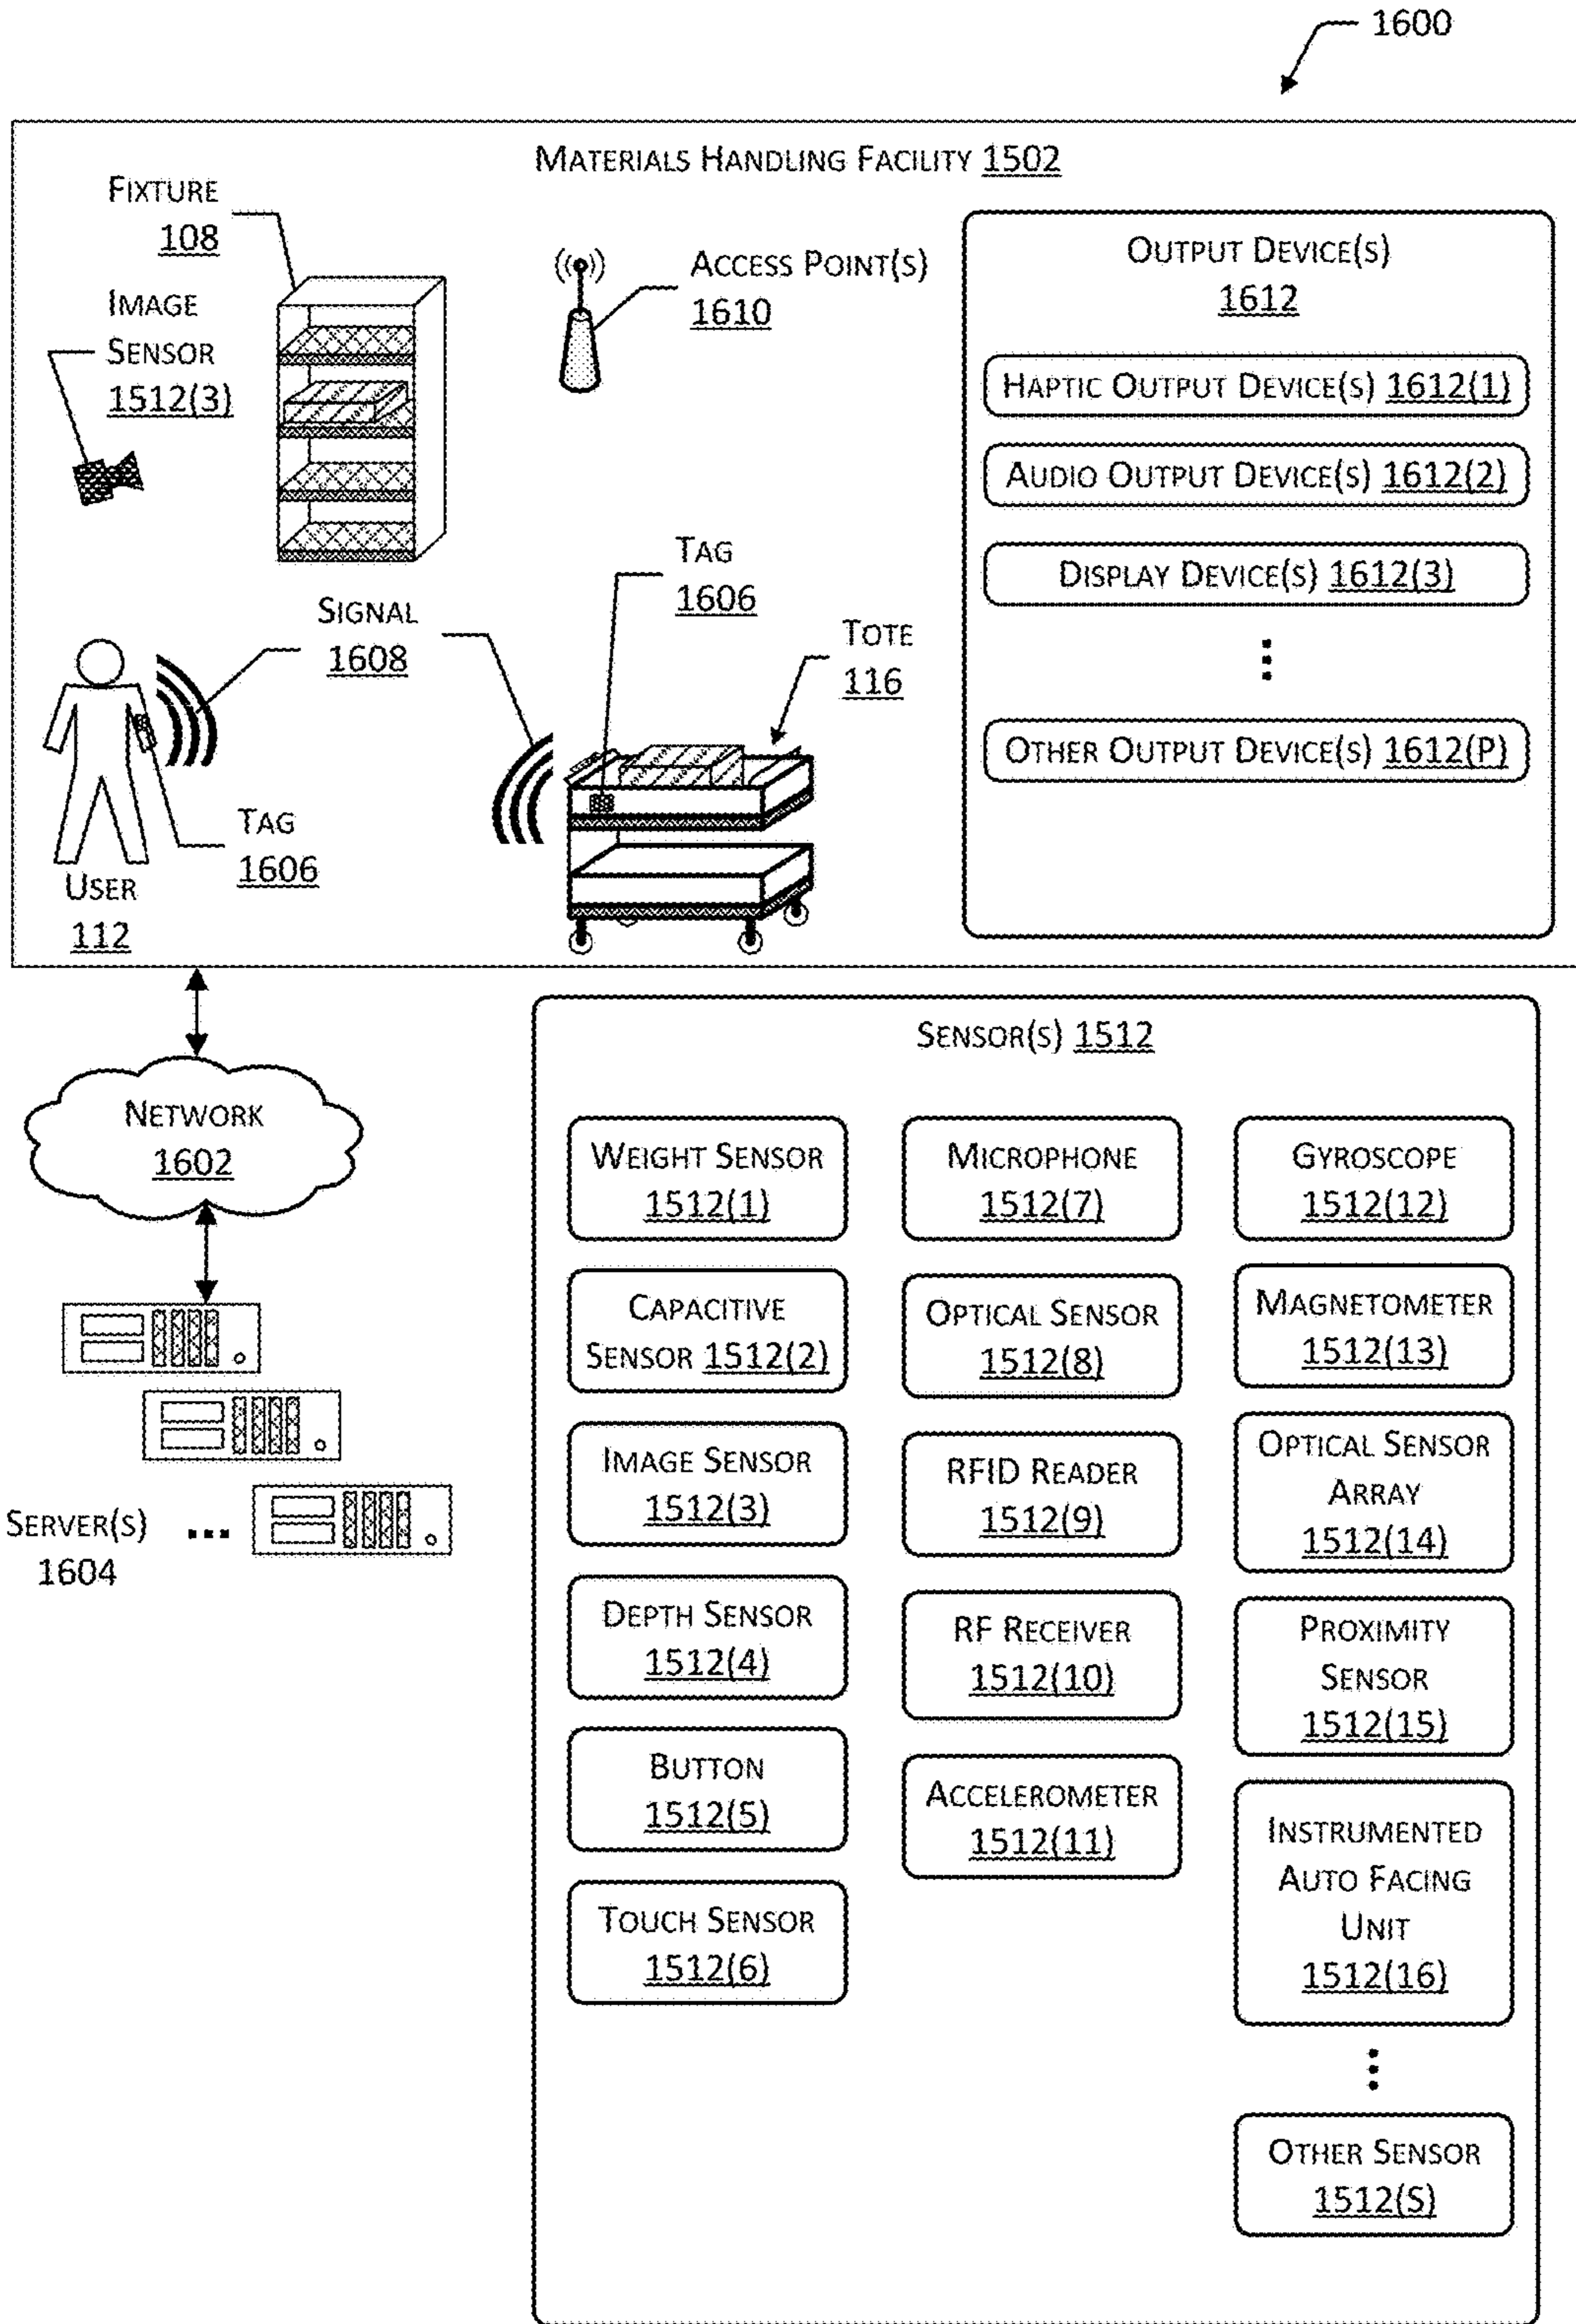 1600
MATERIALS HANDLING FACILITY 1502
FIXTURE
108
IMAGE
SENSOR
1512(3)
ACCESS POINT(S)
1610
OUTPUT DEVICE(S)
1612
HAPTIC OUTPUT DEVICE(S) 1612(1)
AUDIO OUTPUT DEVICE(S) 1612(2)
DISPLAY DEVICE(S) 1612(3)
OTHER OUTPUT DEVICE(S) 1612(P)
TAG
1606
SIGNAL
1608
TOTE
116
TAG
1606
USER
112
NETWORK
1602
SERVER(S)
1604
SENSOR(S) 1512
WEIGHT SENSOR
1512(1)
CAPACITIVE
SENSOR 1512(2)
IMAGE SENSOR
1512(3)
DEPTH SENSOR
1512(4)
BUTTON
1512(5)
TOUCH SENSOR
1512(6)
MICROPHONE
1512(7)
OPTICAL SENSOR
1512(8)
RFID READER
1512(9)
RF RECEIVER
1512(10)
ACCELEROMETER
1512(11)
GYROSCOPE
1512(12)
MAGNETOMETER
1512(13)
OPTICAL SENSOR
ARRAY
1512(14)
PROXIMITY
SENSOR
1512(15)
INSTRUMENTED
AUTO FACING
UNIT
1512(16)
OTHER SENSOR
1512(S)